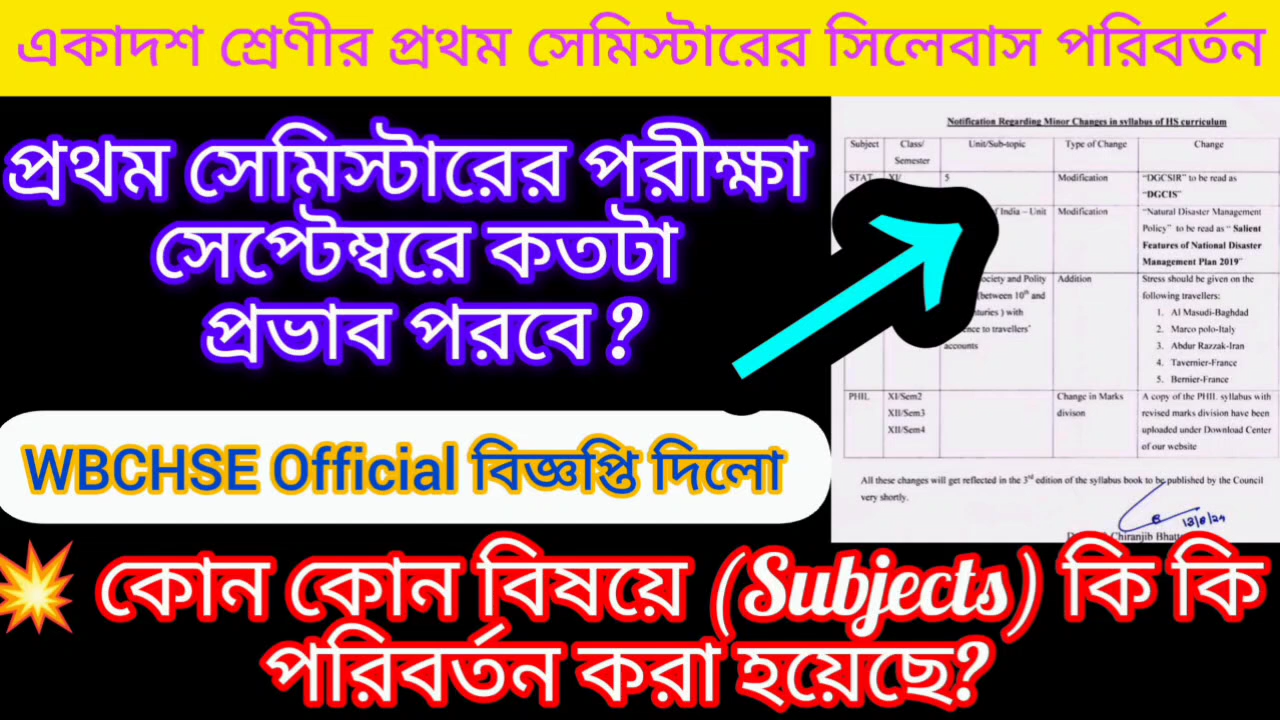 একাদশ শ্রেণীর প্রথম সেমিস্টারের সিলেবাস পরিবর্তন
প্রথম সেমিস্টারের পরীক্ষা
সেপ্টেম্বরে কতটা
প্রভাব পরবে ?
WBCHSE Official বিজ্ঞপ্তি দিলো
কোন কোন বিষয়ে (Subjects) কি কি
পরিবর্তন করা হয়েছে?
Notification Regarding Minor Changes in syllabus of HS curriculum
Subject Class/ Semester Unit/Sub-topic Type of Change Change
STAT XI/ 5 Modification "DGCSIR" to be read as
"DGCIS"
of India – Unit Modification "Natural Disaster Management
Policy" to be read as " Salient
Features of National Disaster
Management Plan 2019"
ociety and Polity Addition Stress should be given on the
(between 10th and following travellers:
turies ) with 1. Al Masudi-Baghdad
ence to travellers' 2. Marco polo-Italy
accounts 3. Abdur Razzak-Iran
4. Tavernier-France
5. Bernier-France
PHIL XI/Sem2 Change in Marks A copy of the PHIL syllabus with
XII/Sem3 divison revised marks division have been
XII/Sem4 uploaded under Download Center
of our website
All these changes will get reflected in the 3rd edition of the syllabus book to be published by the Council
very shortly.
13/8/24
Chiranjib Bhatt